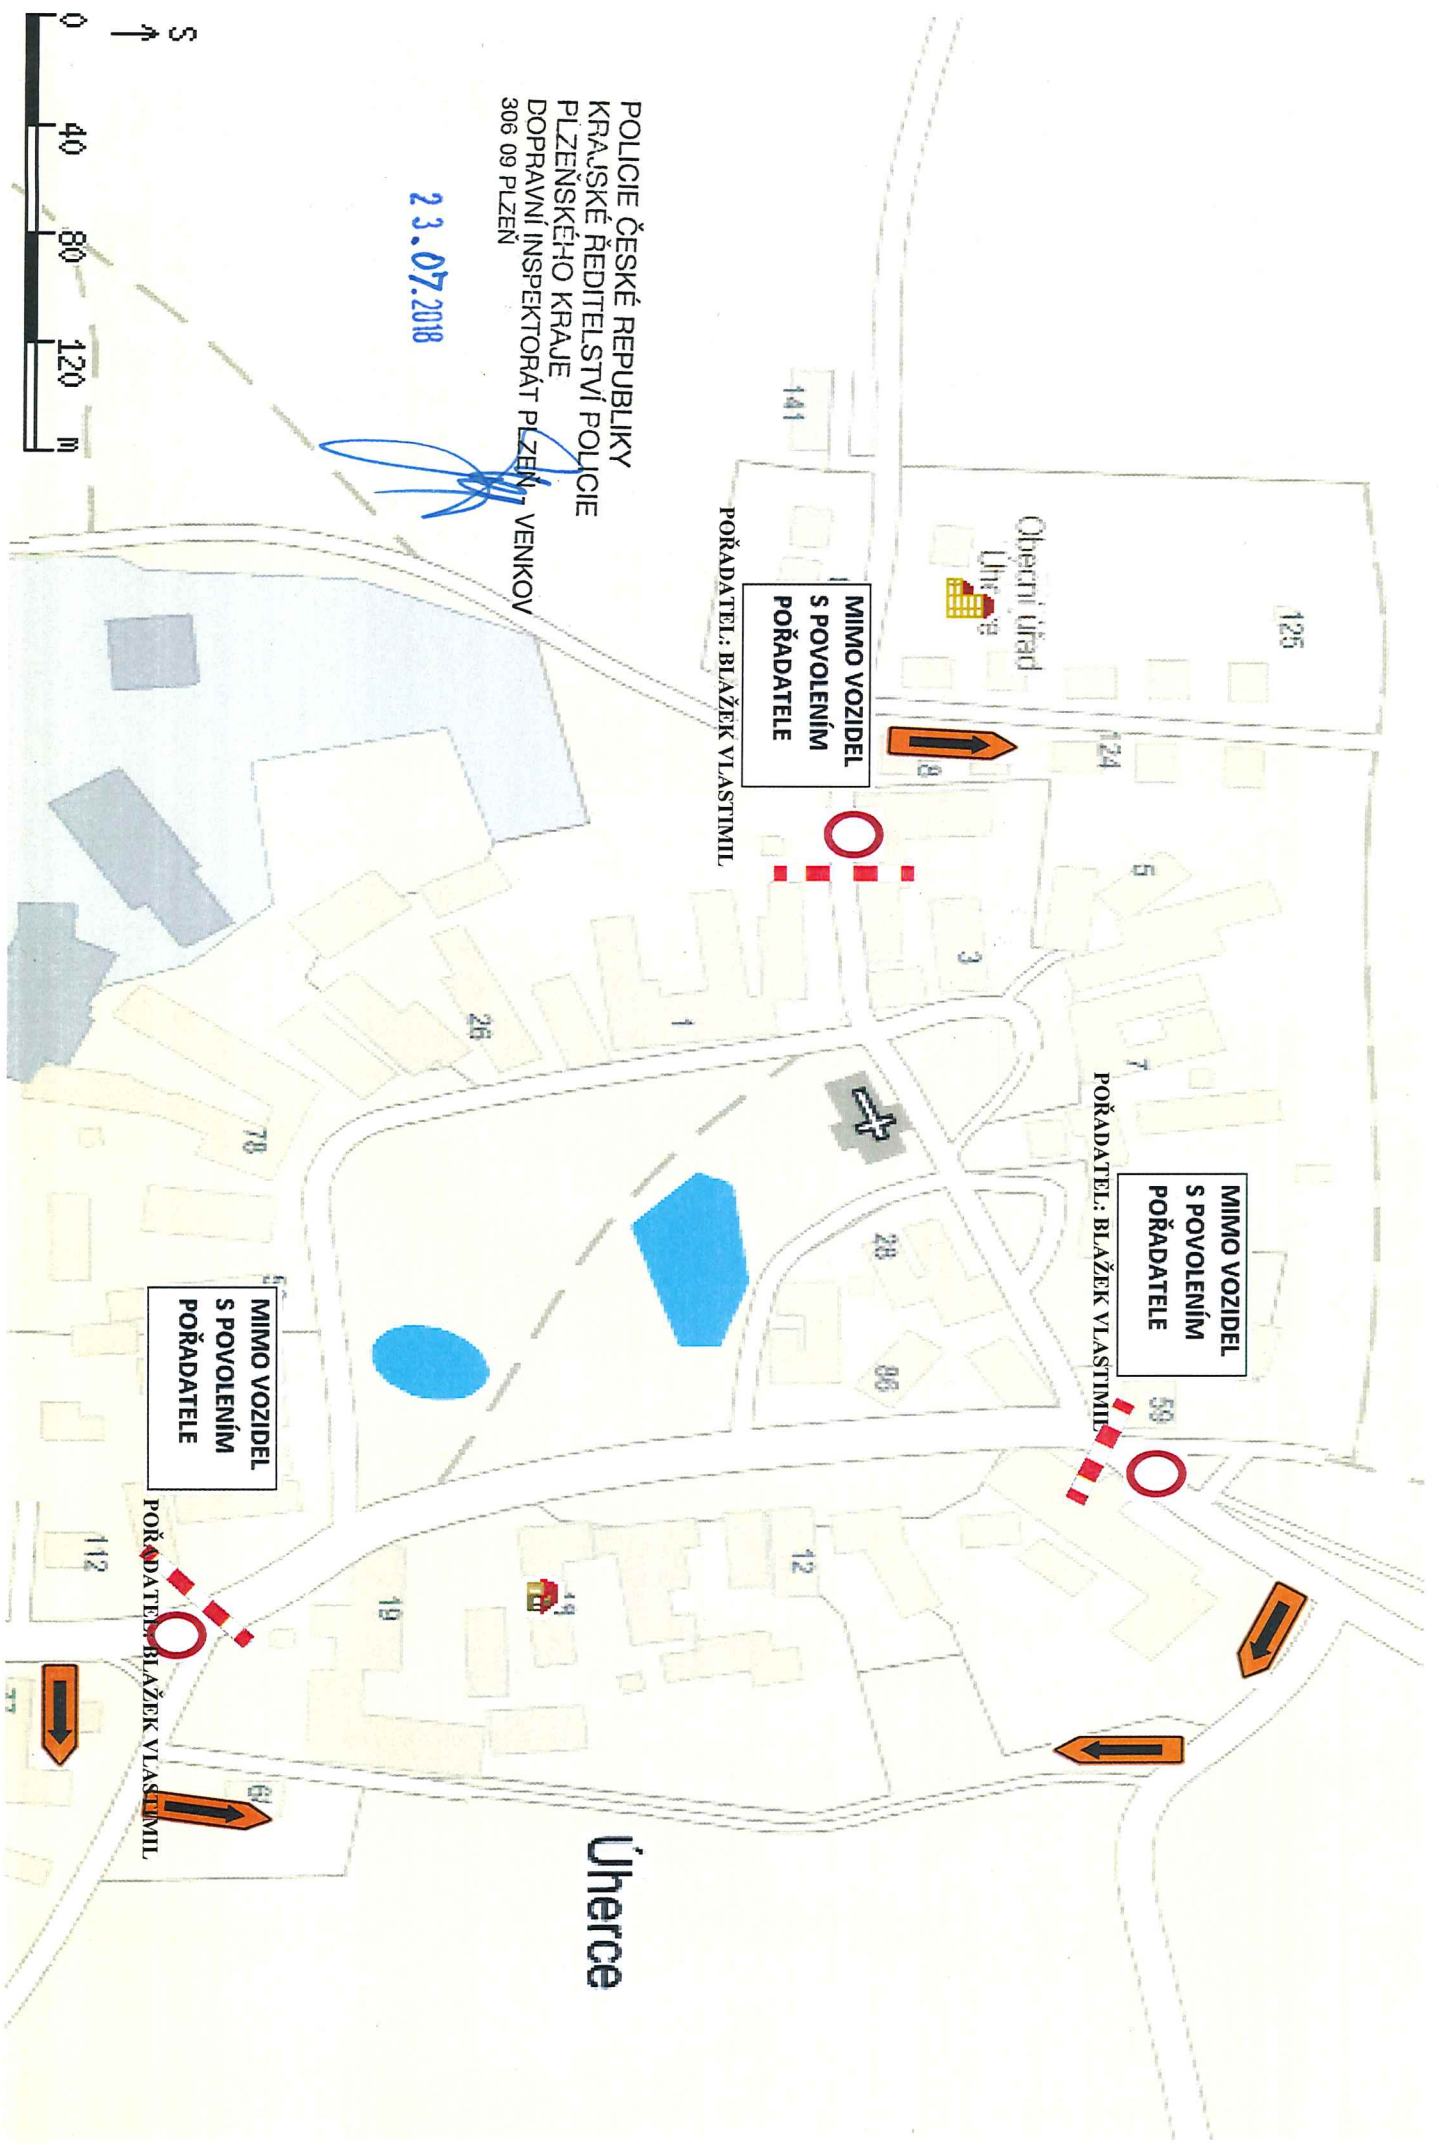 POLICIE ČESKÉ REPUBLIKY
KRAJSKÉ ŘEDITELSTVÍ POLICIE
PLZEŇSKÉHO KRAJE
DOPRAVNÍ INSPEKTORÁT PLZEŇ - VENKOV
306 09 PLZEŇ
23.07.2018
S
0 40 80 120 m
Obecní úřad
125
141
124
8
MIMO VOZIDEL
S POVOLENÍM
POŘADATELE
POŘADATEL: BLAŽEK VLASTIMIL
5
3
7
1
26
78
MIMO VOZIDEL
S POVOLENÍM
POŘADATELE
POŘADATEL: BLAŽEK VLASTIMIL
28
86
59
MIMO VOZIDEL
S POVOLENÍM
POŘADATELE
POŘADATEL: BLAŽEK VLASTIMIL
12
19
112
77
Úherce